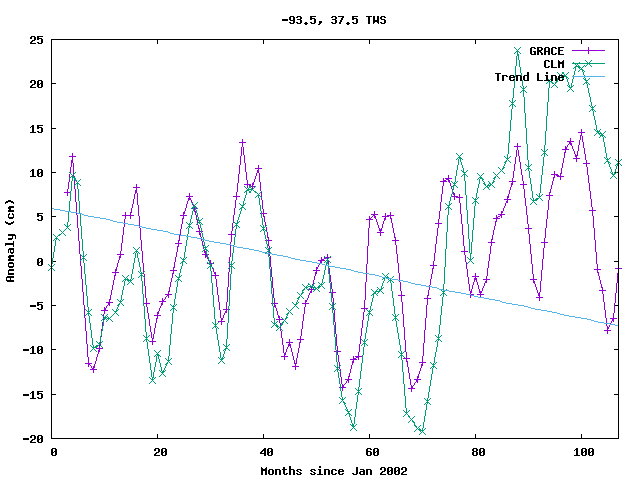 -93.5, 37.5 TWS
25
20
15
10
5
0
-5
-10
-15
-20
Anomaly (cm)
GRACE
CLM
Trend Line
0 20 40 60 80 100
Months since Jan 2002